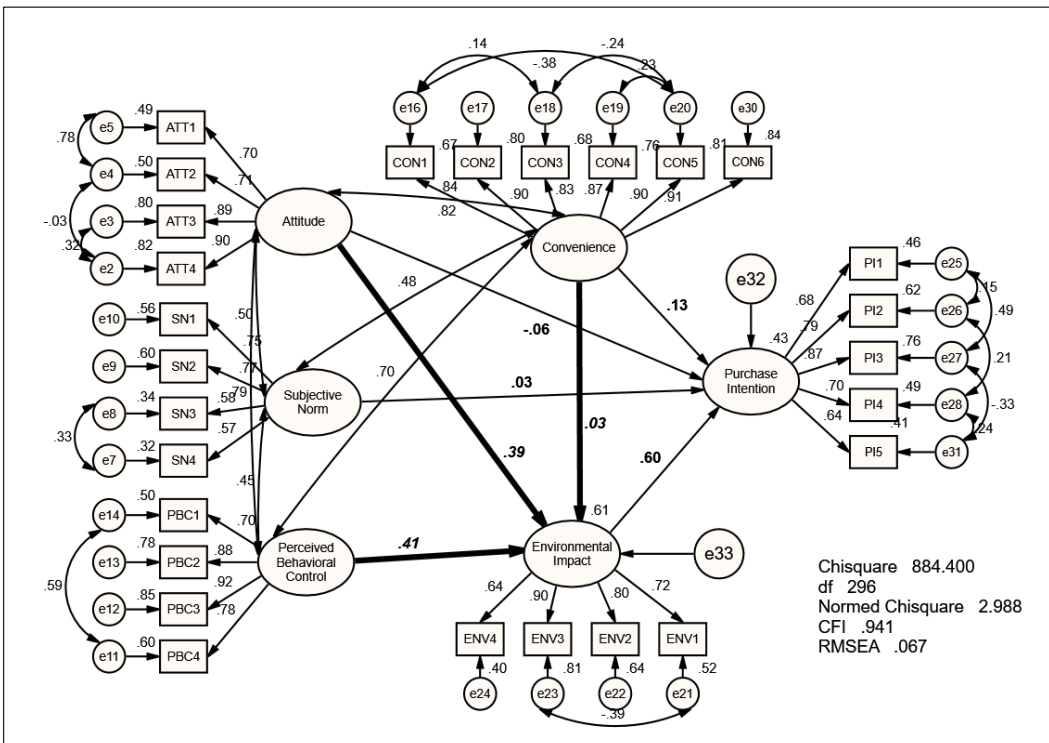 .14
-.24
-.38
.23
e16
e17
e18
e19
e20
e30
.67
.80
.68
.76
.81
.84
CON1
CON2
CON3
CON4
CON5
CON6
.84
.82
.90
.83
.87
.90
.91
.49
e5
ATT1
.78
.70
.50
e4
ATT2
.71
.80
-.03
e3
ATT3
.89
.32
.82
e2
ATT4
.90
Attitude
Convenience
.48
.56
e10
SN1
.50
.75
.60
e9
SN2
.77
.79
.34
e8
SN3
.58
.33
.32
e7
SN4
.57
.45
Subjective
Norm
.70
-.06
.13
.03
.03
.39
.60
e32
.43
Purchase
Intention
.46
PI1
e25
.68
.15
.62
.49
PI2
e26
.79
.76
.21
PI3
e27
.87
.49
-.33
PI4
e28
.70
.24
.41
PI5
e31
.64
.50
e14
PBC1
.70
.78
e13
PBC2
.88
.59
.85
e12
PBC3
.92
.60
e11
PBC4
.78
Perceived
Behavioral
Control
.41
.61
Environmental
Impact
e33
.64
.90
.80
.72
ENV4
ENV3
ENV2
ENV1
.40
.81
.64
.52
e24
e23
e22
e21
-.39
Chisquare 884.400
df 296
Normed Chisquare 2.988
CFI .941
RMSEA .067